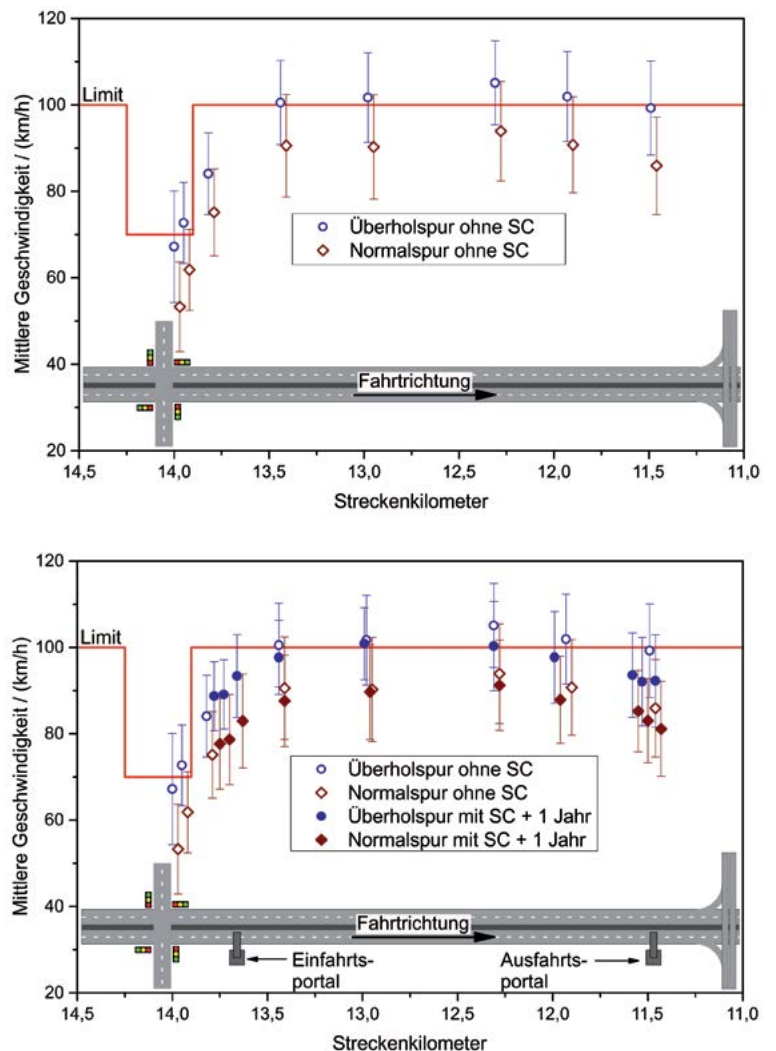 120
100
80
60
40
20
Mittlere Geschwindigkeit / (km/h)
Limit
Überholspur ohne SC
Normalspur ohne SC
Fahrtrichtung
14,5 14,0 13,5 13,0 12,5 12,0 11,5 11,0
Streckenkilometer
120
100
80
60
40
20
Mittlere Geschwindigkeit / (km/h)
Limit
Überholspur ohne SC
Normalspur ohne SC
Überholspur mit SC + 1 Jahr
Normalspur mit SC + 1 Jahr
Fahrtrichtung
Einfahrts-
portal
Ausfahrts-
portal
14,5 14,0 13,5 13,0 12,5 12,0 11,5 11,0
Streckenkilometer